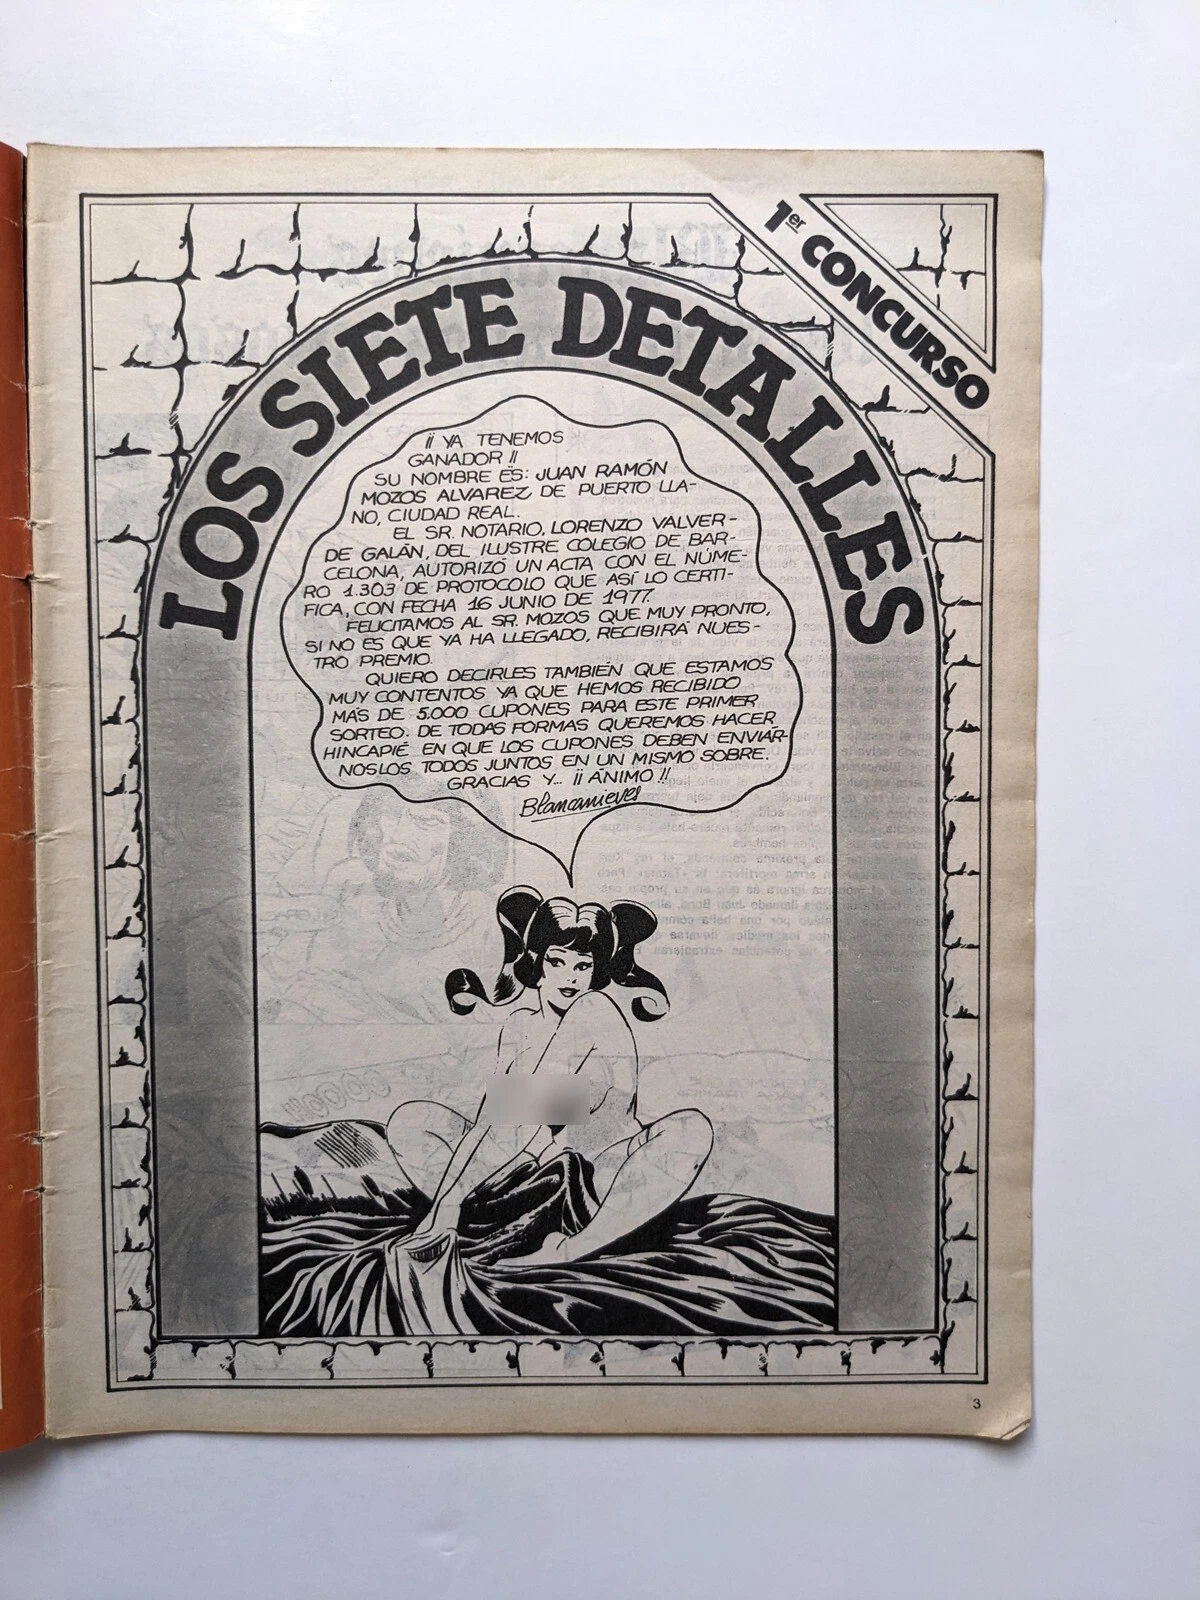 1er CONCURSO
LOS SIETE DETALLES
¡¡ YA TENEMOS
GANADOR !!
SU NOMBRE ES: JUAN RAMÓN
MOZOS ALVAREZ, DE PUERTO LLA-
NO, CIUDAD REAL.
EL SR. NOTARIO, LORENZO VALVER-
DE GALÁN, DEL ILUSTRE COLEGIO DE BAR-
CELONA, AUTORIZÓ UN ACTA CON EL NÚME-
RO 1.303 DE PROTOCOLO QUE ASÍ LO CERTI-
FICA, CON FECHA 16 JUNIO DE 1977.
FELICITAMOS AL SR. MOZOS QUE MUY PRONTO,
SI NO ES QUE YA HA LLEGADO, RECIBIRÁ NUES-
TRO PREMIO.
QUIERO DECIRLES TAMBIÉN QUE ESTAMOS
MUY CONTENTOS YA QUE HEMOS RECIBIDO
MÁS DE 5.000 CUPONES PARA ESTE PRIMER
SORTEO. DE TODAS FORMAS QUEREMOS HACER
HINCAPIÉ EN QUE LOS CUPONES DEBEN ENVIÁR-
NOSLOS TODOS JUNTOS EN UN MISMO SOBRE.
GRACIAS Y... ¡¡ ÁNIMO !!
Blancanieves
3